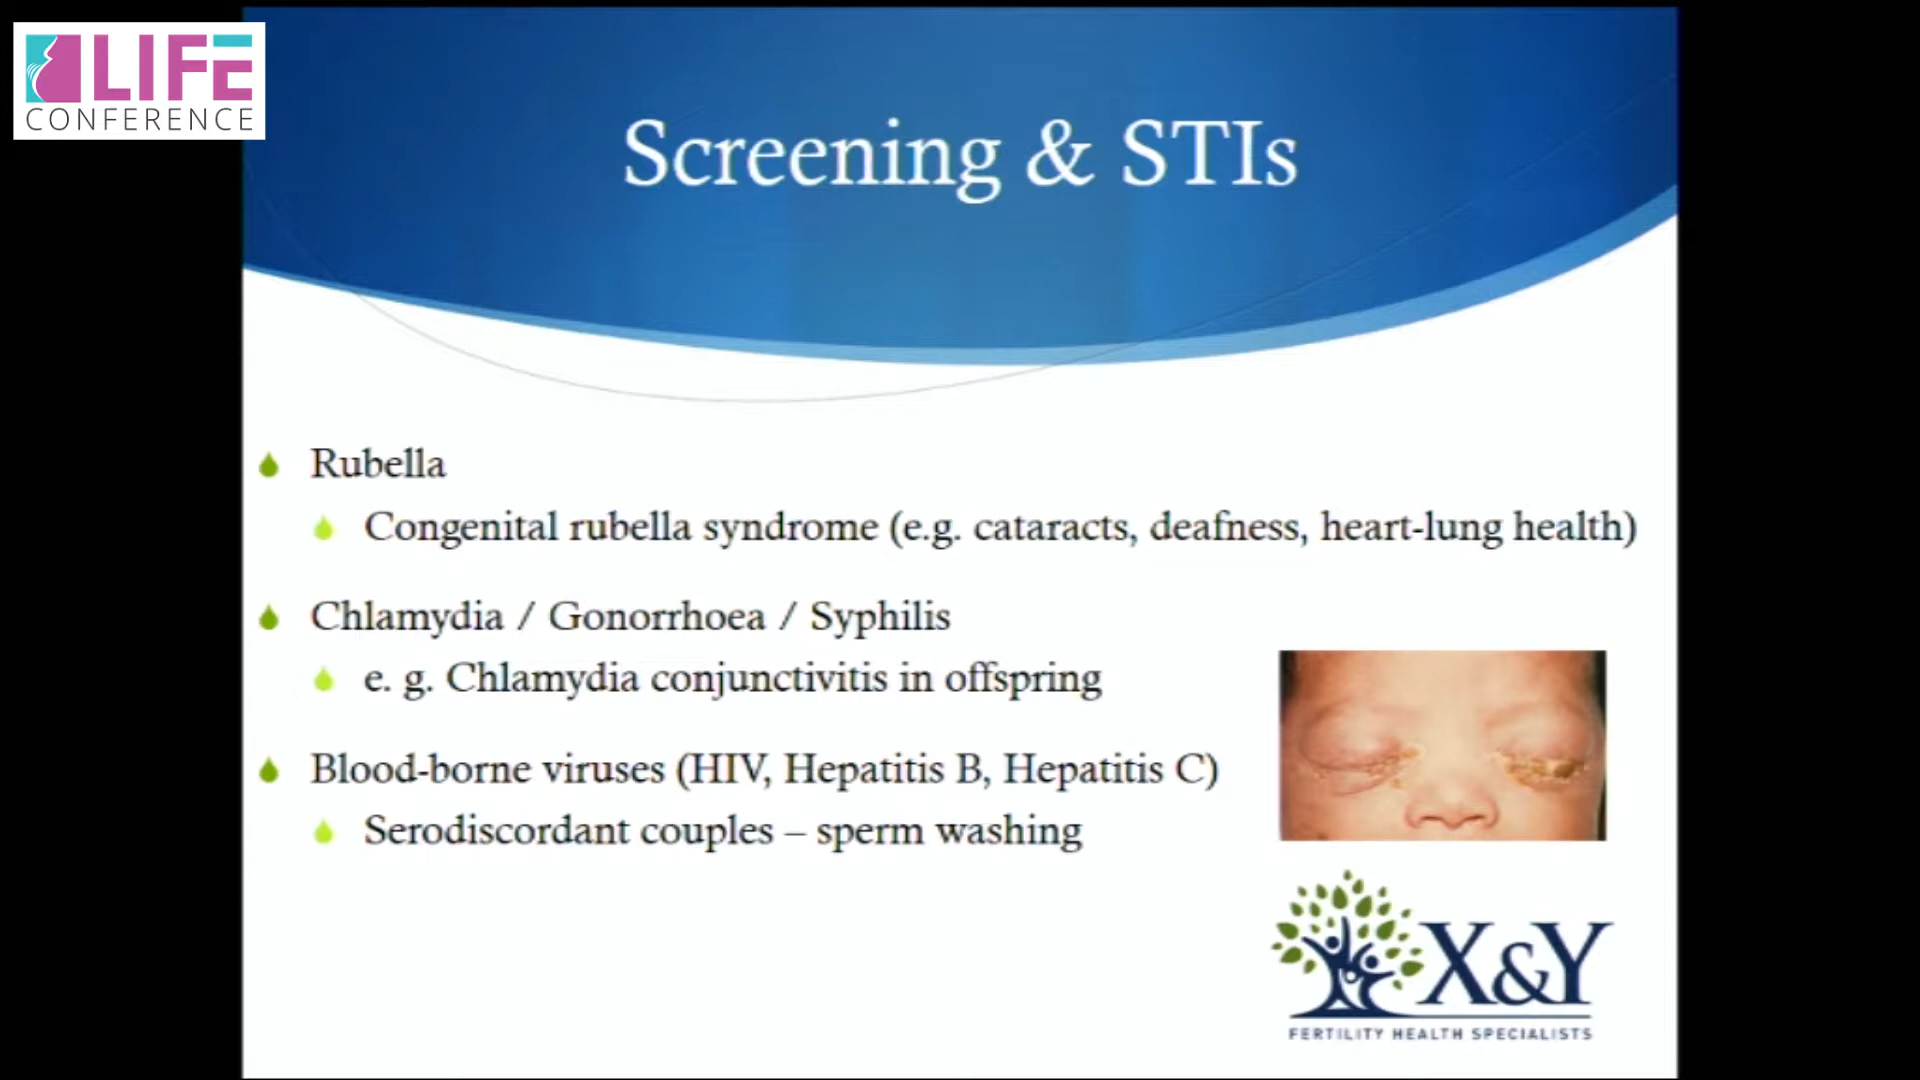 LIFE
CONFERENCE
Screening & STIs
Rubella
Congenital rubella syndrome (e.g. cataracts, deafness, heart-lung health)
Chlamydia / Gonorrhoea / Syphilis
e. g. Chlamydia conjunctivitis in offspring
Blood-borne viruses (HIV, Hepatitis B, Hepatitis C)
Serodiscordant couples – sperm washing
X&Y
FERTILITY HEALTH SPECIALISTS